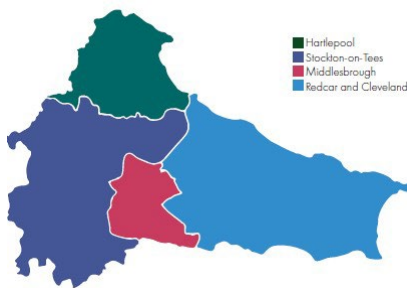 Hartlepool
Stockton-on-Tees
Middlesbrough
Redcar and Cleveland